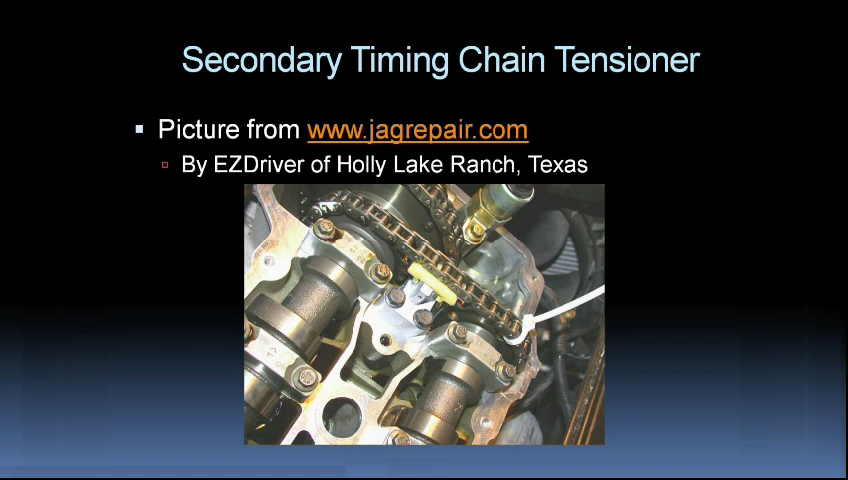 Secondary Timing Chain Tensioner
Picture from www.jagrepair.com
By EZDriver of Holly Lake Ranch, Texas